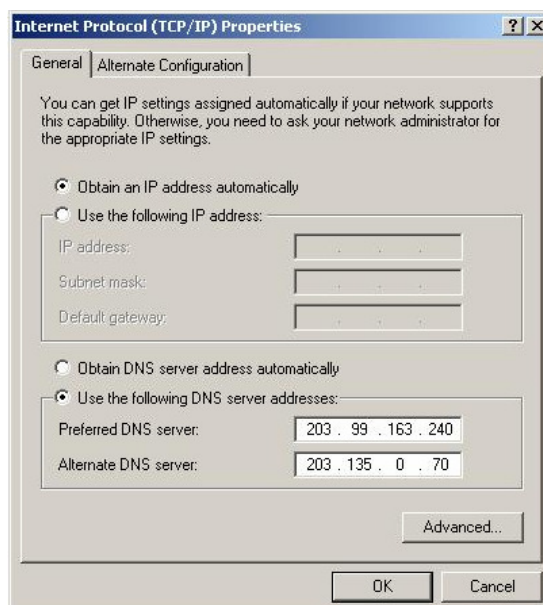 Internet Protocol (TCP/IP) Properties
General
Alternate Configuration
You can get IP settings assigned automatically if your network supports
this capability. Otherwise, you need to ask your network administrator for
the appropriate IP settings.
Obtain an IP address automatically
Use the following IP address:
IP address:
Subnet mask:
Default gateway:
Obtain DNS server address automatically
Use the following DNS server addresses:
Preferred DNS server: 203 . 99 . 163 . 240
Alternate DNS server: 203 . 135 . 0 . 70
Advanced...
OK
Cancel